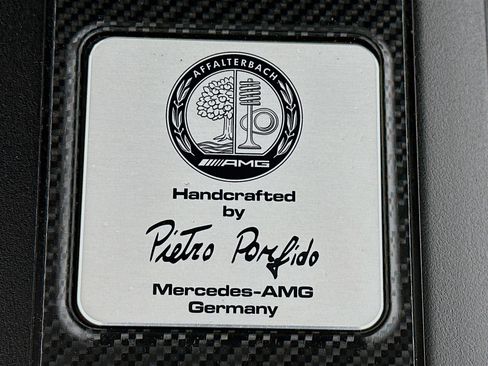 AFFALTERBACH
AMG
Handcrafted
by
Pietro Porfido
Mercedes-AMG
Germany